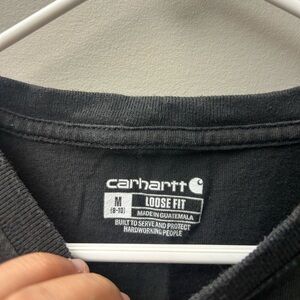 carhartt
M LOOSE FIT
(8-10) MADE IN GUATEMALA
BUILT TO SERVE AND PROTECT
HARDWORKING PEOPLE